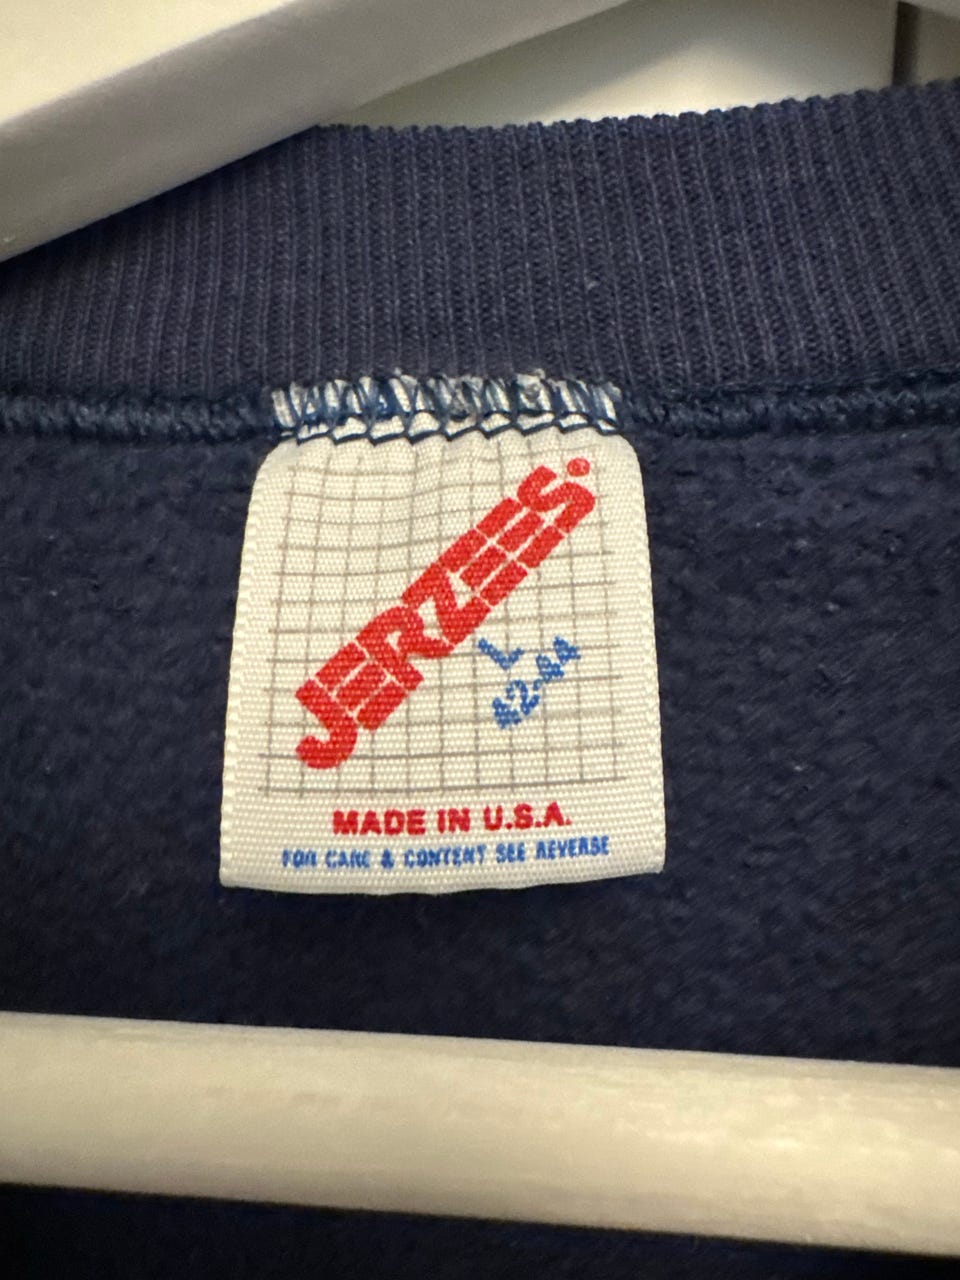 JERZEES®
L
42-44
MADE IN U.S.A.
FOR CARE & CONTENT SEE REVERSE